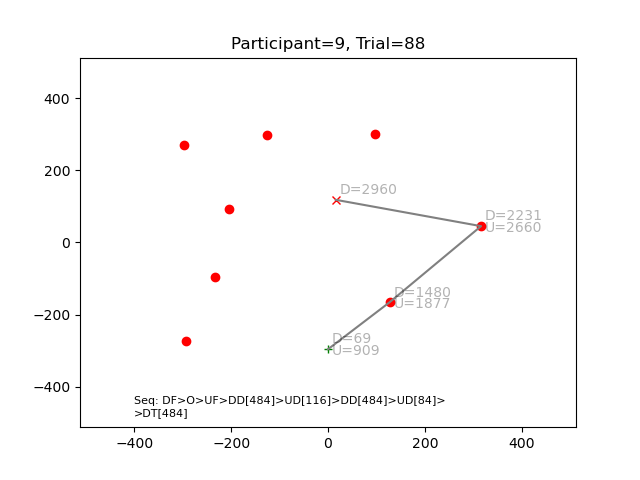 Participant=9, Trial=88
400
200
0
−200
−400
D=2960
D=2231
U=2660
D=1480
U=1877
D=69
U=909
Seq: DF>O>UF>DD[484]>UD[116]>DD[484]>UD[84]>
>DT[484]
−400
−200
0
200
400